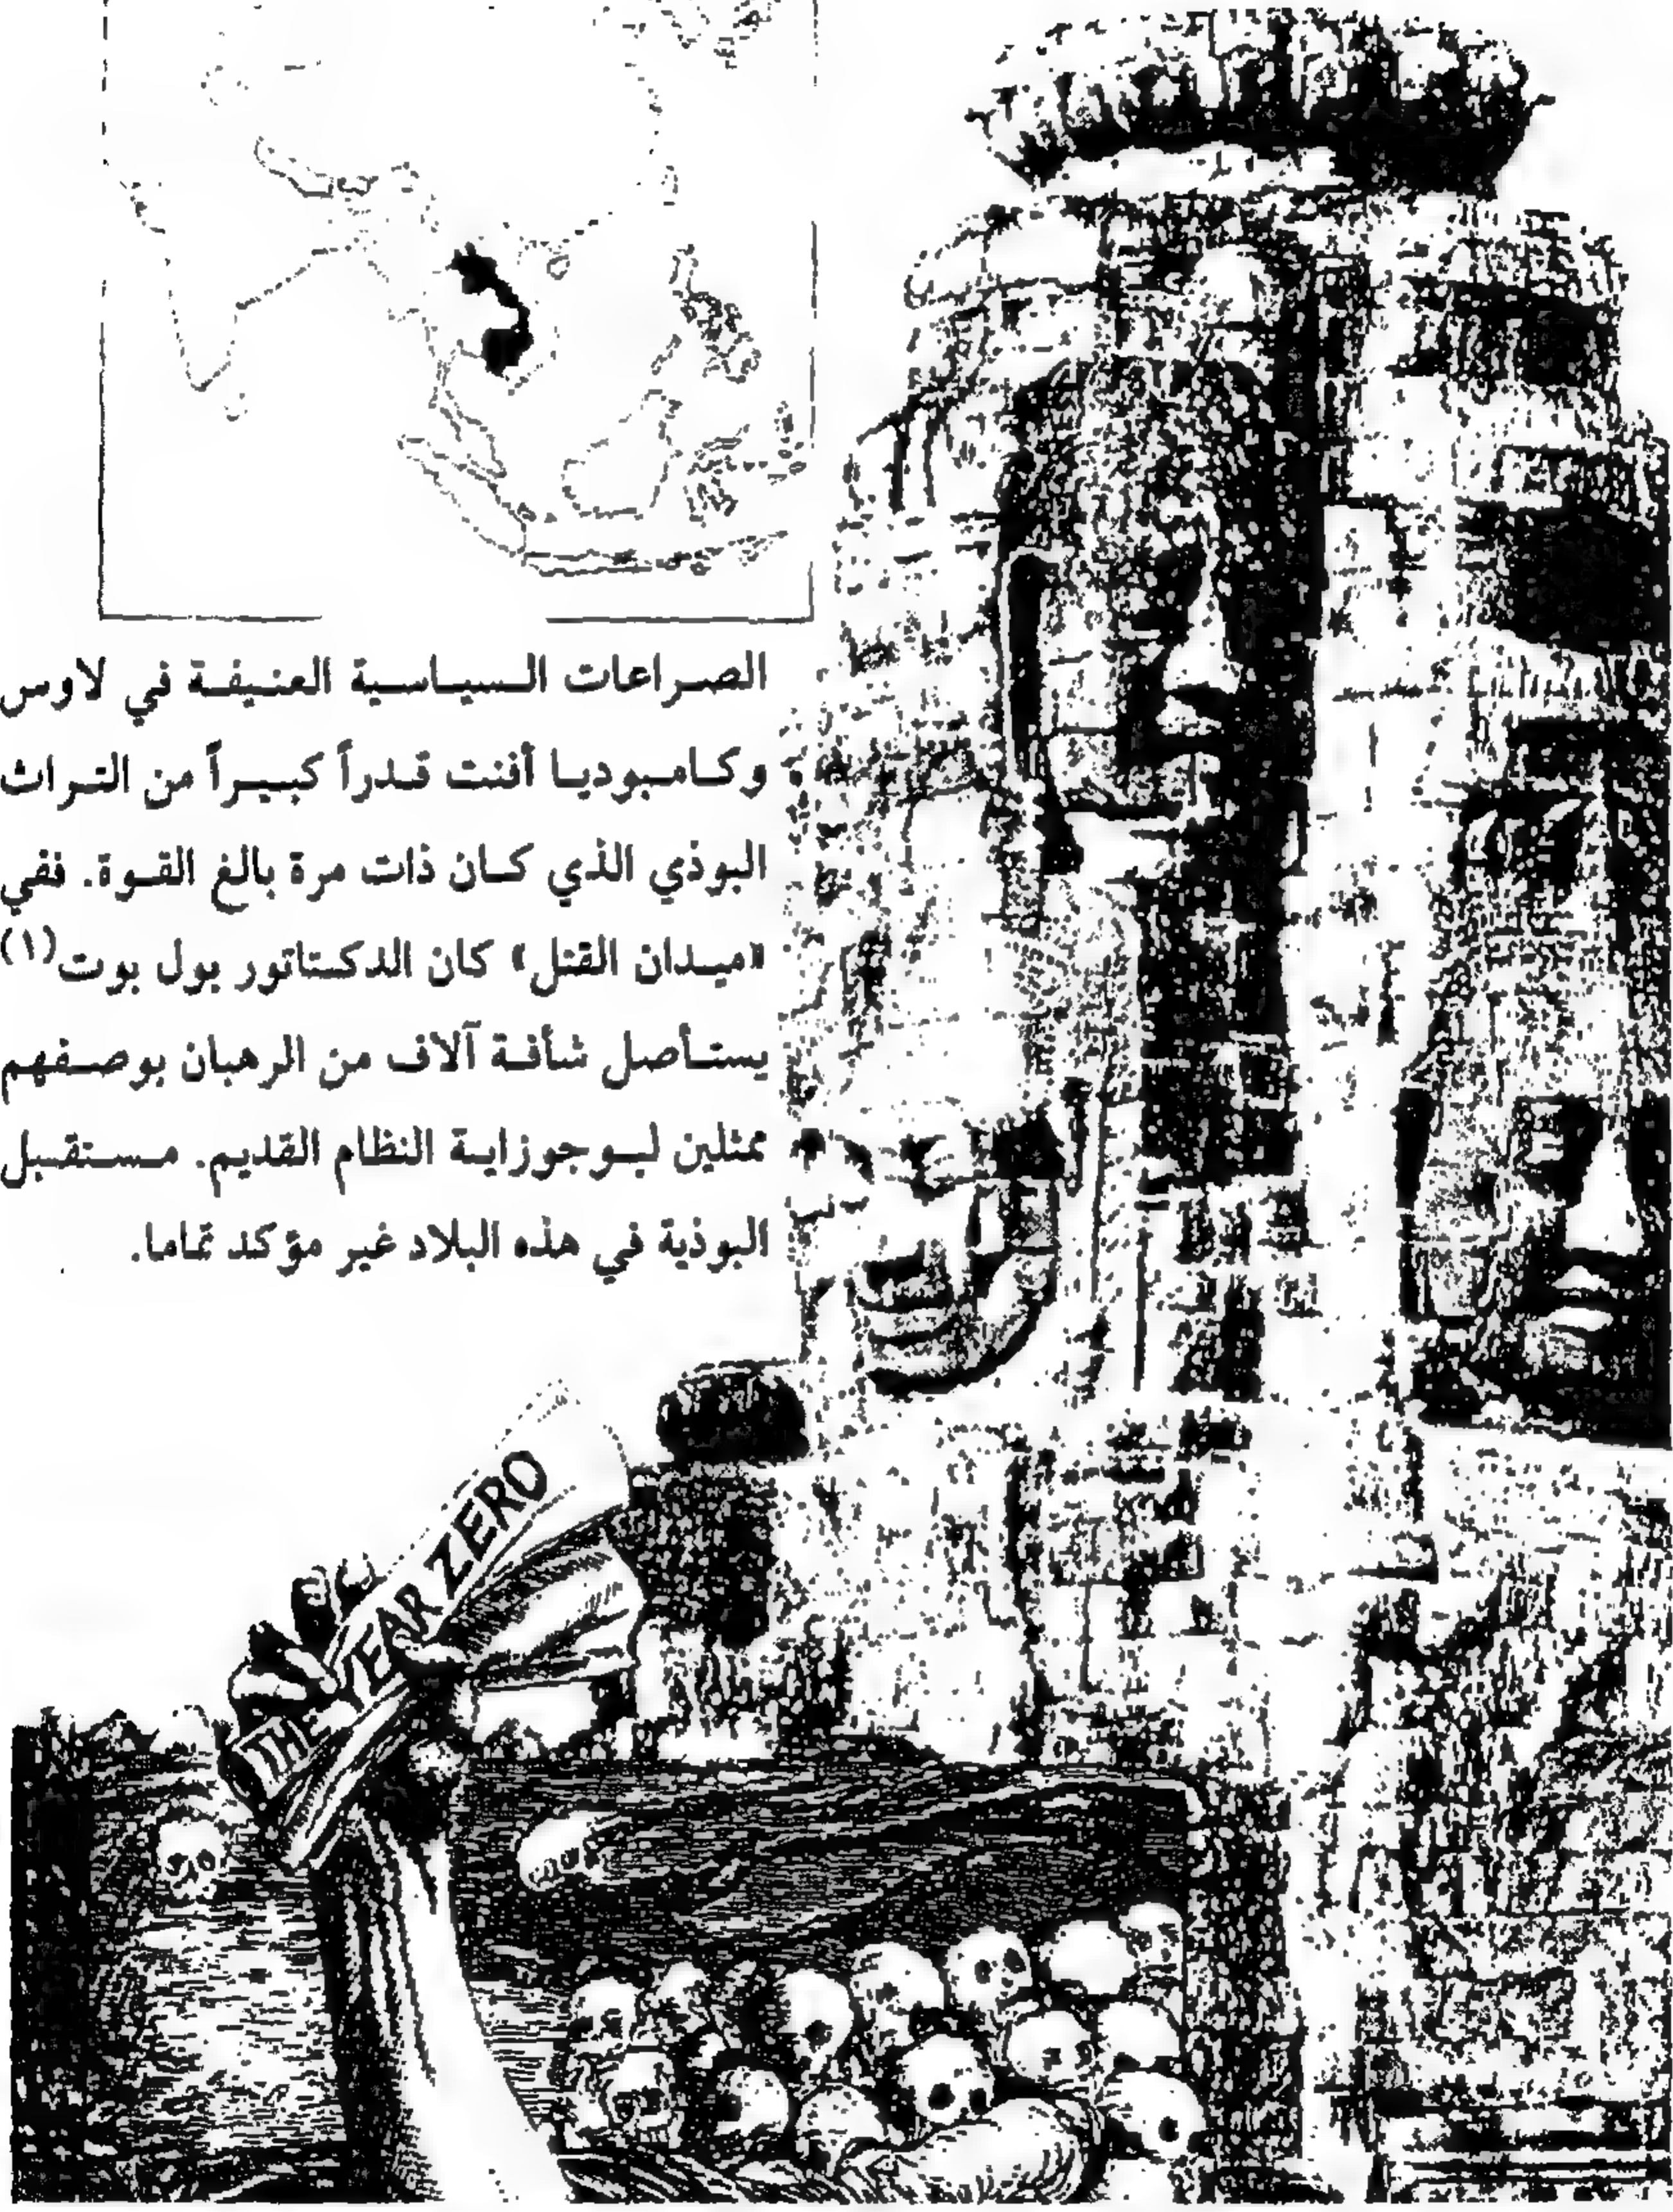 الصراعات السياسية العنيفة في لاوس
وكامبوديا أفنت قدراً كبيراً من التراث
البوذي الذي كان ذات مرة بالغ القوة. ففي
«ميدان القتل» كان الدكتاتور بول بوت(١)
يستأصل شأفة آلاف من الرهبان بوصفهم
ممثلين لبوجوزاية النظام القديم. مستقبل
البوذية في هذه البلاد غير مؤكد تماما.
THE YEAR ZERO